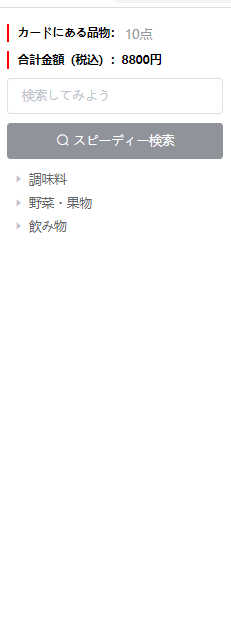 カードにある品物： 10点
合計金額（税込）：8800円
検索してみよう
スピーディー検索
調味料
野菜・果物
飲み物